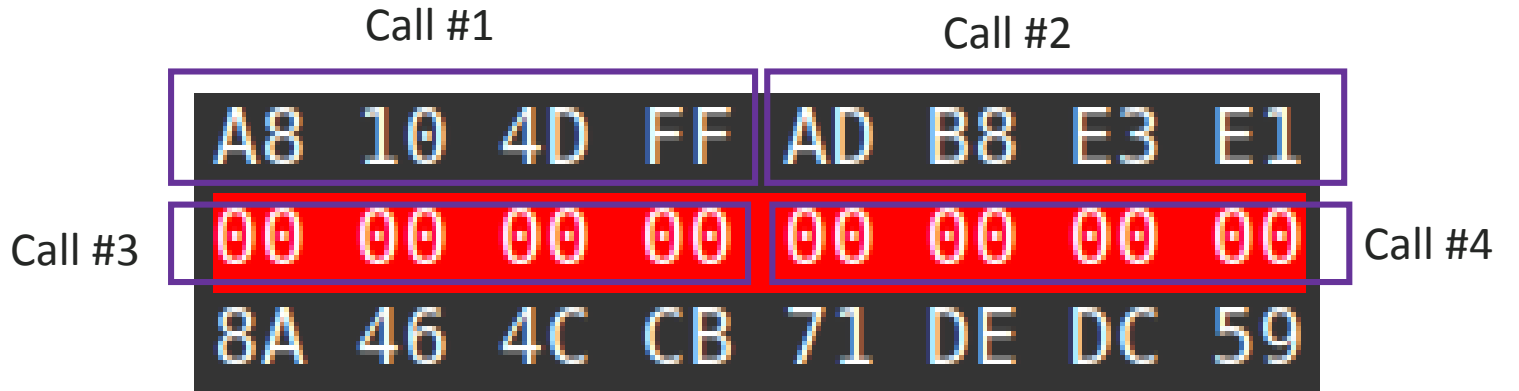 Call #1
Call #2
A8 10 4D FF AD B8 E3 E1
Call #3
00 00 00 00 00 00 00 00
Call #4
8A 46 4C CB 71 DE DC 59